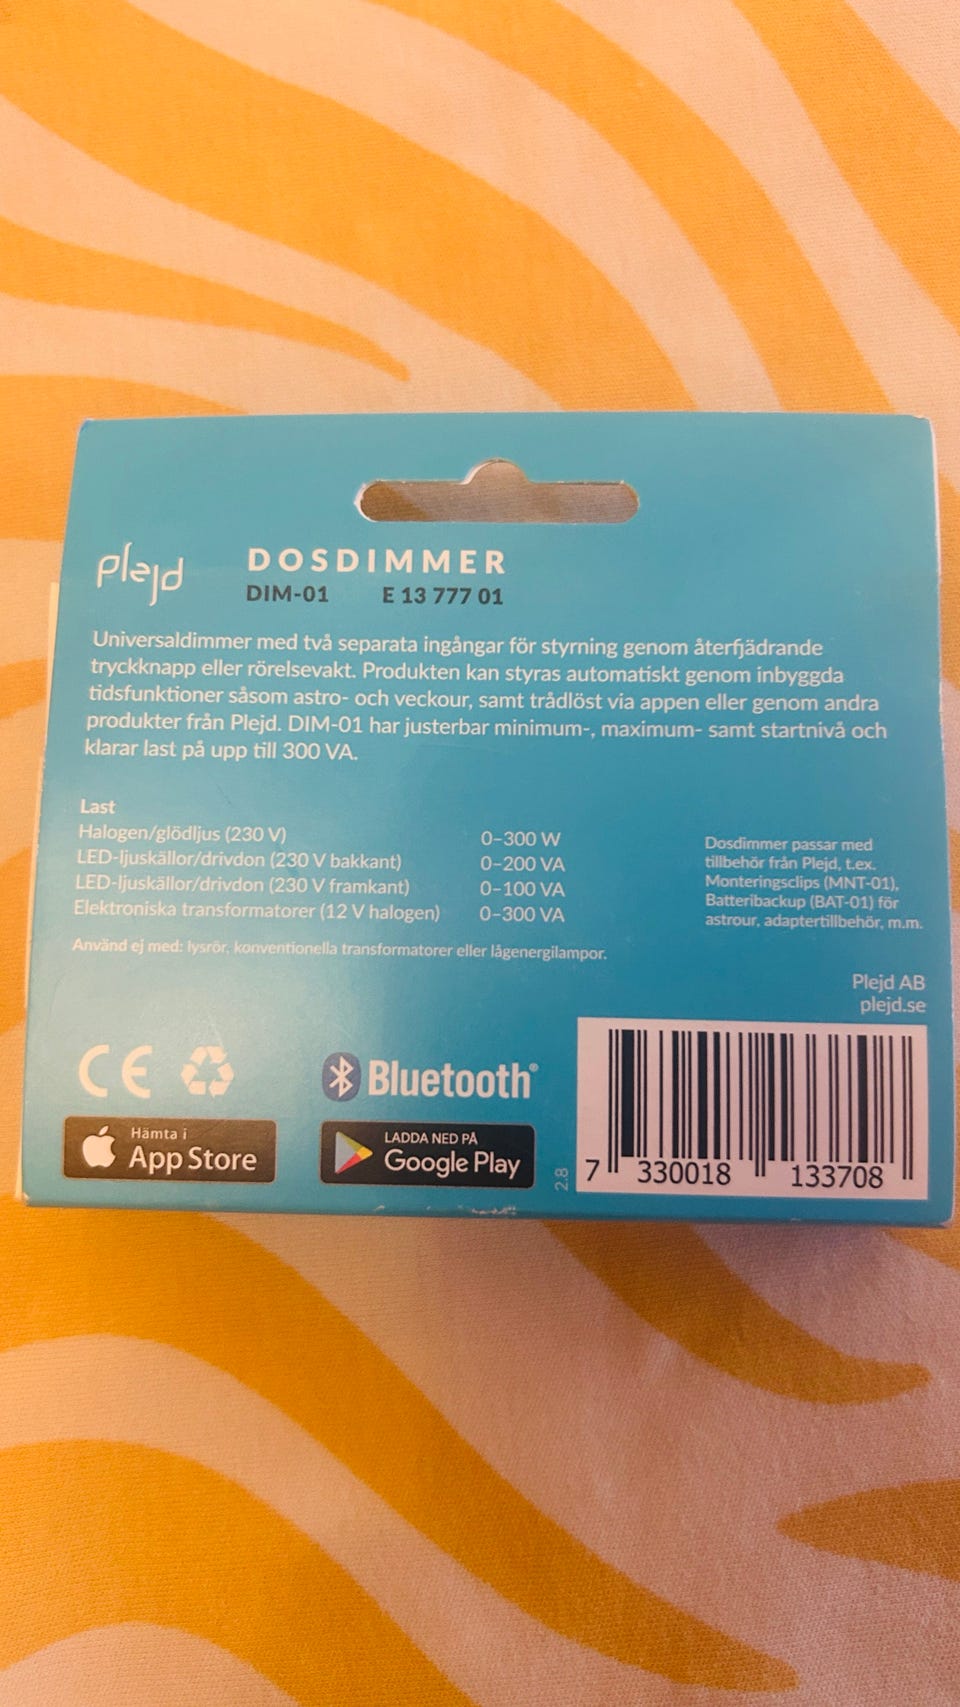 plejd
DOSDIMMER
DIM-01 E 13 777 01
Universaldimmer med två separata ingångar för styrning genom återfjädrande
tryckknapp eller rörelsevakt. Produkten kan styras automatiskt genom inbyggda
tidsfunktioner såsom astro- och veckour, samt trådlöst via appen eller genom andra
produkter från Plejd. DIM-01 har justerbar minimum-, maximum- samt startnivå och
klarar last på upp till 300 VA.
Last
Halogen/glödljus (230 V) 0–300 W
LED-ljuskällor/drivdon (230 V bakkant) 0–200 VA
LED-ljuskällor/drivdon (230 V framkant) 0–100 VA
Elektroniska transformatorer (12 V halogen) 0–300 VA
Använd ej med: lysrör, konventionella transformatorer eller lågenergilampor.
Dosdimmer passar med
tillbehör från Plejd, t.ex.
Monteringsclips (MNT-01),
Batteribackup (BAT-01) för
astrour, adaptertillbehör, m.m.
Plejd AB
plejd.se
CE
Bluetooth®
Hämta i
App Store
LADDA NED PÅ
Google Play
2.8
7 330018 133708